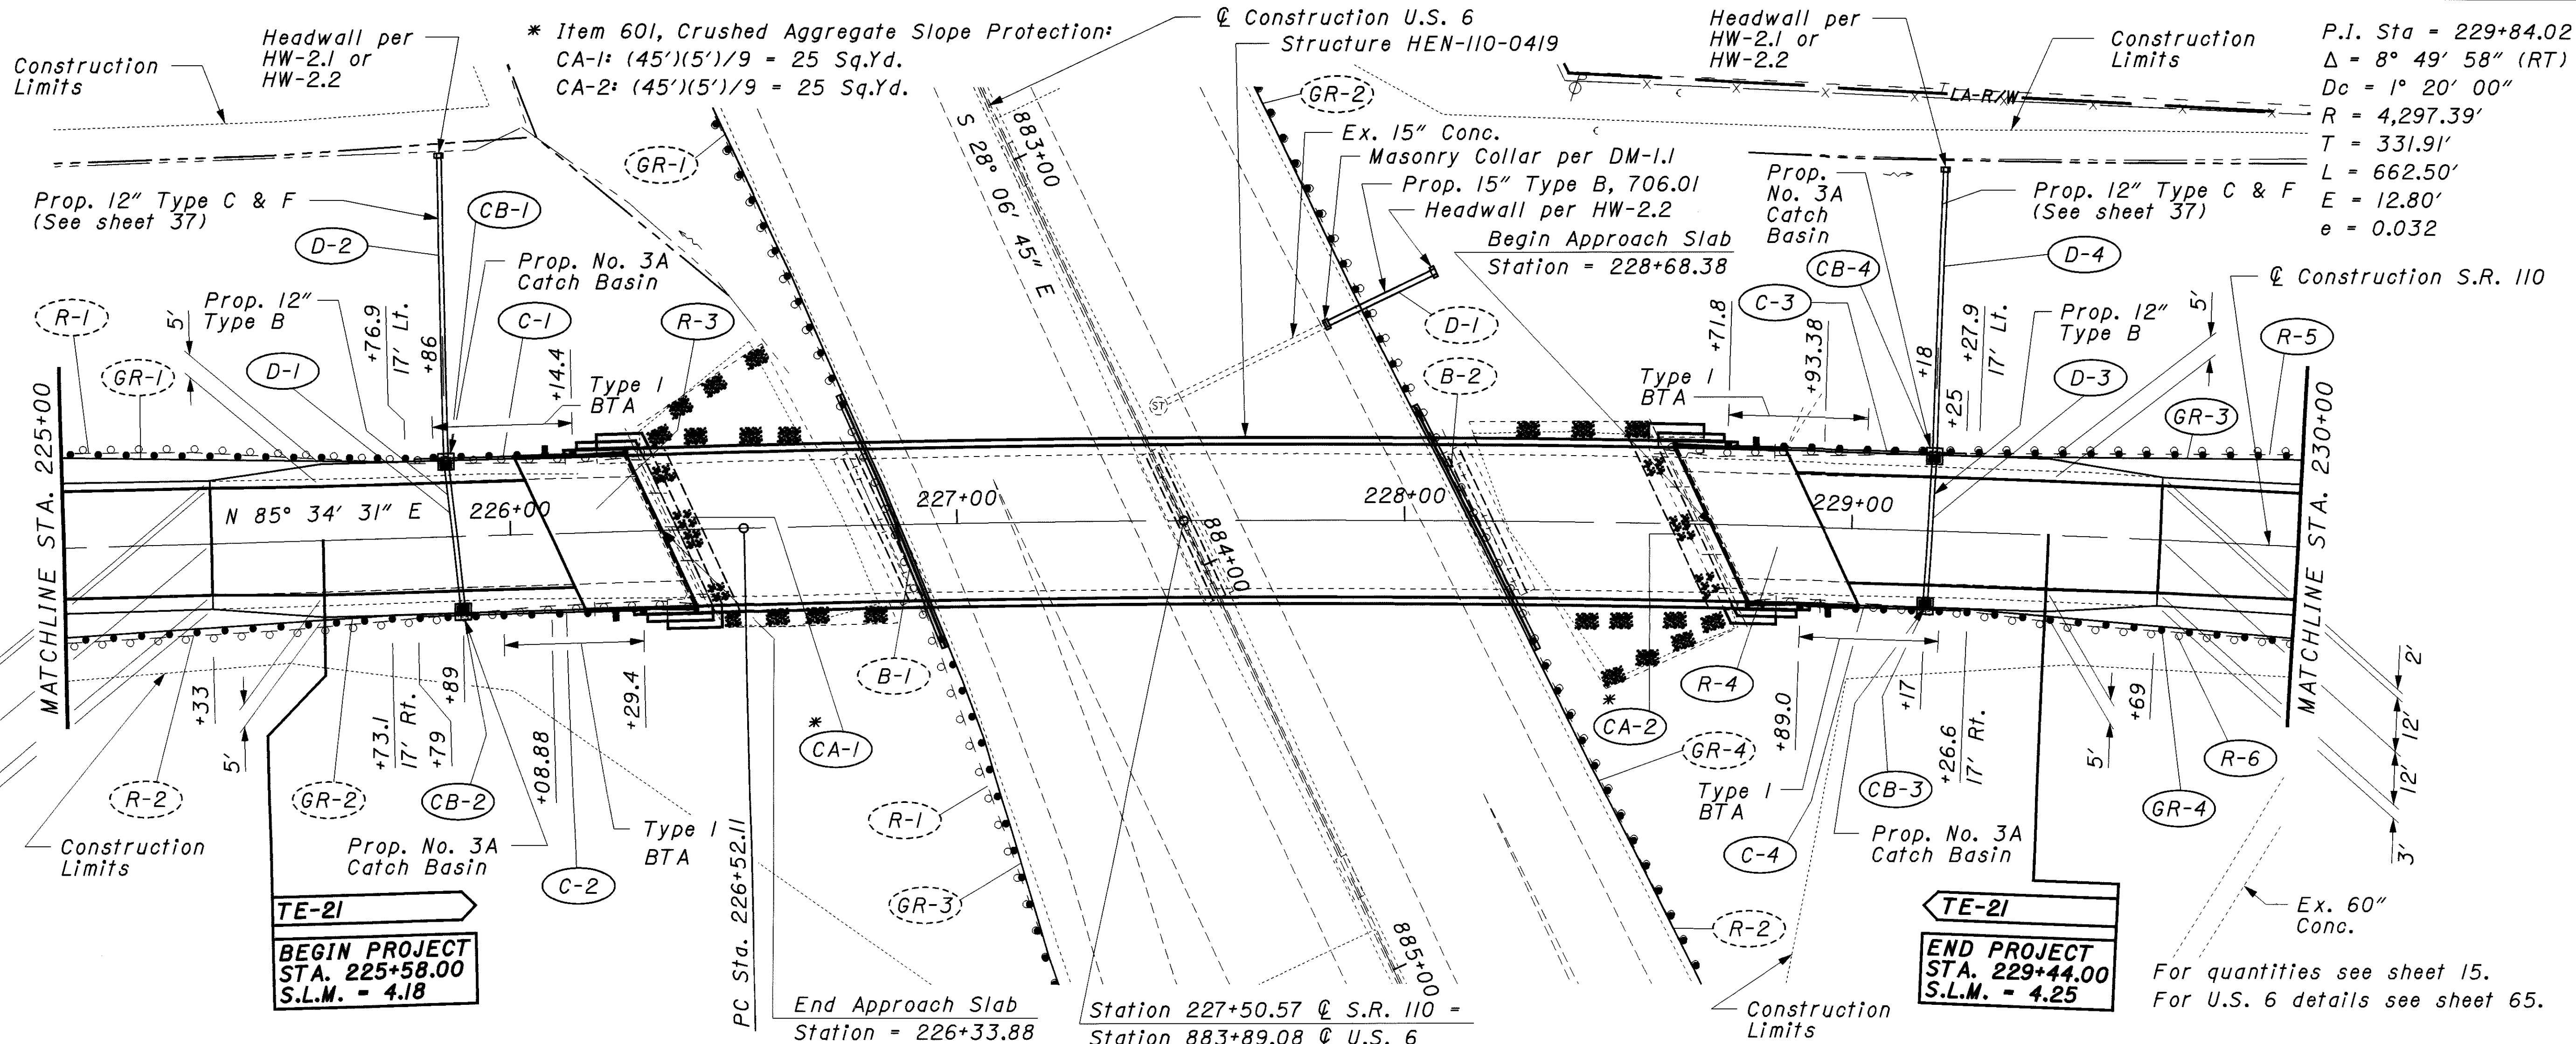 Construction
Limits
Headwall per
HW-2.1 or
HW-2.2
* Item 601, Crushed Aggregate Slope Protection:
CA-1: (45')(5')/9 = 25 Sq.Yd.
CA-2: (45')(5')/9 = 25 Sq.Yd.
℄ Construction U.S. 6
Structure HEN-110-0419
Headwall per
HW-2.1 or
HW-2.2
Construction
Limits
P.I. Sta = 229+84.02
Δ = 8° 49' 58" (RT)
Dc = 1° 20' 00"
R = 4,297.39'
T = 331.91'
L = 662.50'
E = 12.80'
e = 0.032
LA-R/W
GR-1
GR-2
883+00
S 28° 06' 45" E
Ex. 15" Conc.
Masonry Collar per DM-1.1
Prop. 15" Type B, 706.01
Headwall per HW-2.2
Begin Approach Slab
Station = 228+68.38
Prop.
No. 3A
Catch
Basin
Prop. 12" Type C & F
(See sheet 37)
Prop. 12" Type C & F
(See sheet 37)
D-2
CB-1
Prop. No. 3A
Catch Basin
CB-4
D-4
℄ Construction S.R. 110
R-1
5'
Prop. 12"
Type B
+76.9
17' Lt.
+86
C-1
R-3
D-1
+71.8
C-3
+93.38
+18
+27.9
17' Lt.
+25
Prop. 12"
Type B
5'
R-5
GR-1
D-1
+14.4
Type 1
BTA
ST
B-2
Type 1
BTA
D-3
GR-3
MATCHLINE STA. 225+00
N 85° 34' 31" E
226+00
227+00
884+00
228+00
229+00
MATCHLINE STA. 230+00
+33
5'
+73.1
17' Rt.
+79
+89
+08.88
+29.4
B-1
*
CA-1
R-4
*
CA-2
GR-4
+89.0
+17
+26.6
17' Rt.
5'
+69
R-6
2'
12'
12'
3'
R-2
GR-2
CB-2
R-1
Type 1
BTA
CB-3
GR-4
Construction
Limits
Prop. No. 3A
Catch Basin
C-2
Type 1
BTA
PC Sta. 226+52.11
GR-3
C-4
Prop. No. 3A
Catch Basin
TE-21
BEGIN PROJECT
STA. 225+58.00
S.L.M. = 4.18
885+00
R-2
TE-21
END PROJECT
STA. 229+44.00
S.L.M. = 4.25
Ex. 60"
Conc.
End Approach Slab
Station = 226+33.88
Station 227+50.57 ℄ S.R. 110 =
Station 883+89.08 ℄ U.S. 6
Construction
Limits
For quantities see sheet 15.
For U.S. 6 details see sheet 65.